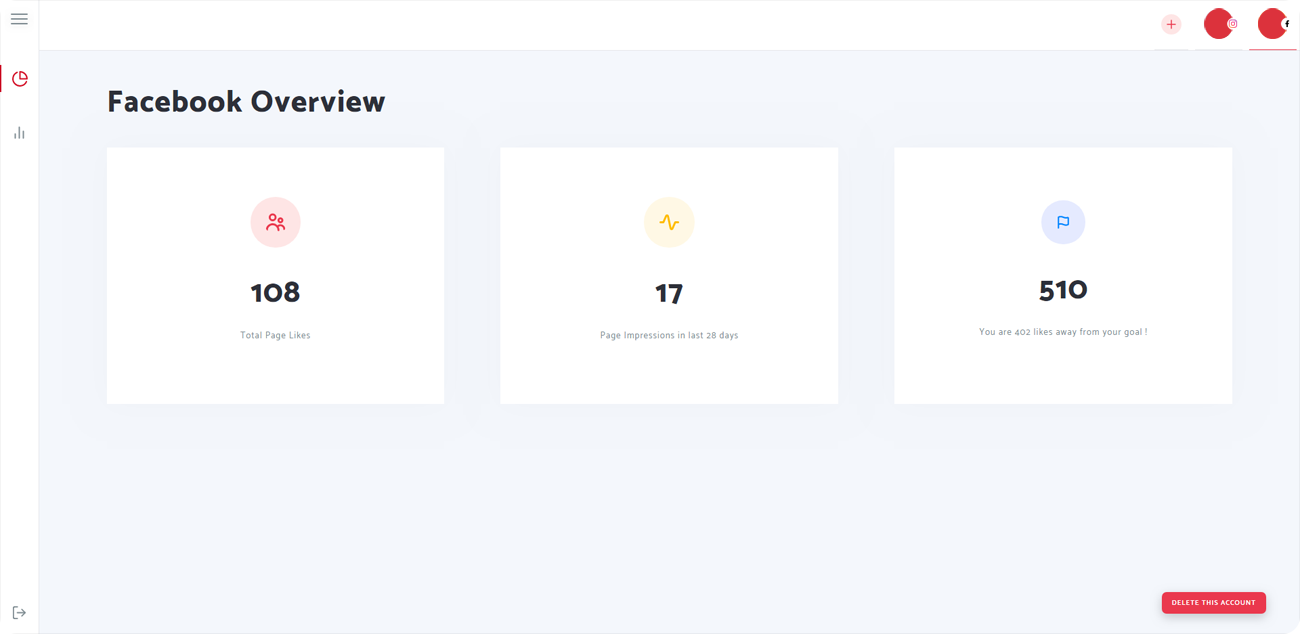 Facebook Overview
108
Total Page Likes
17
Page Impressions in last 28 days
510
You are 402 likes away from your goal !
DELETE THIS ACCOUNT